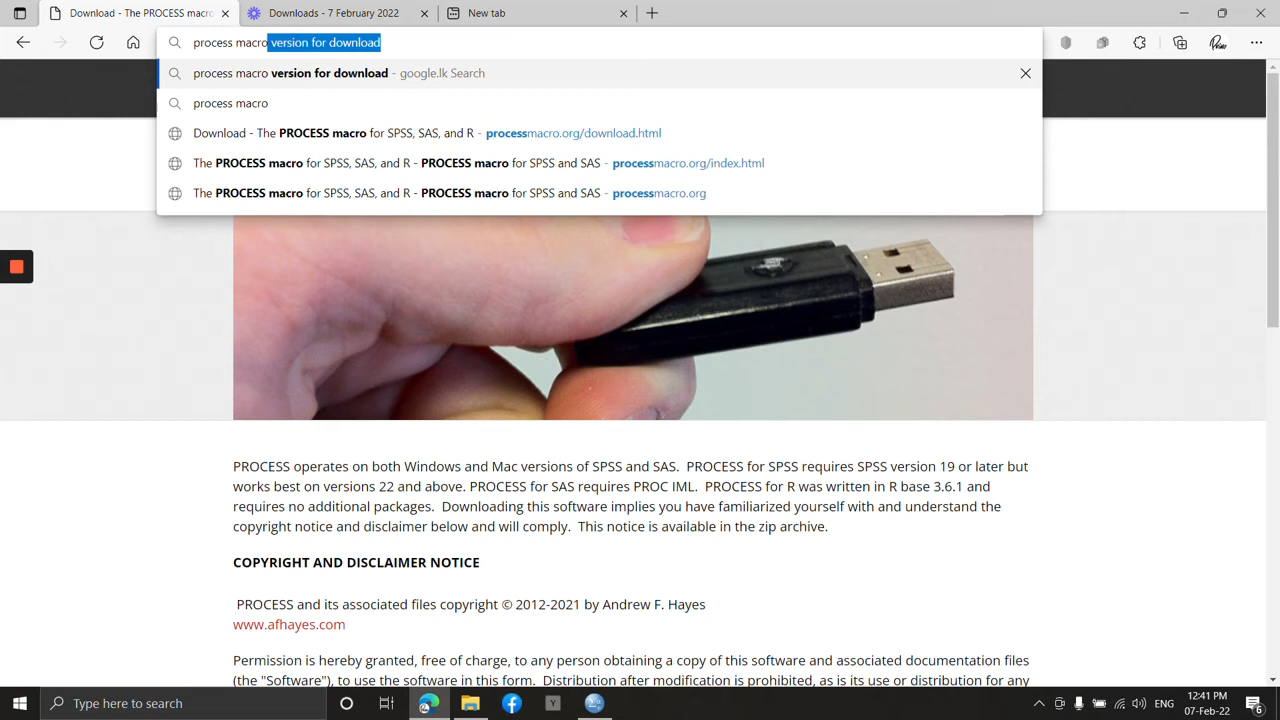 Download - The PROCESS macro
Downloads - 7 February 2022
New tab
process macro version for download
process macro version for download - google.lk Search
process macro
Download - The PROCESS macro for SPSS, SAS, and R - processmacro.org/download.html
The PROCESS macro for SPSS, SAS, and R - PROCESS macro for SPSS and SAS - processmacro.org/index.html
The PROCESS macro for SPSS, SAS, and R - PROCESS macro for SPSS and SAS - processmacro.org
PROCESS operates on both Windows and Mac versions of SPSS and SAS. PROCESS for SPSS requires SPSS version 19 or later but
works best on versions 22 and above. PROCESS for SAS requires PROC IML. PROCESS for R was written in R base 3.6.1 and
requires no additional packages. Downloading this software implies you have familiarized yourself with and understand the
copyright notice and disclaimer below and will comply. This notice is available in the zip archive.
COPYRIGHT AND DISCLAIMER NOTICE
PROCESS and its associated files copyright © 2012-2021 by Andrew F. Hayes
www.afhayes.com
Permission is hereby granted, free of charge, to any person obtaining a copy of this software and associated documentation files
(the "Software"), to use the software in this form. Distribution after modification is prohibited, as is its use or distribution for any
Type here to search
ENG
12:41 PM
07-Feb-22
6